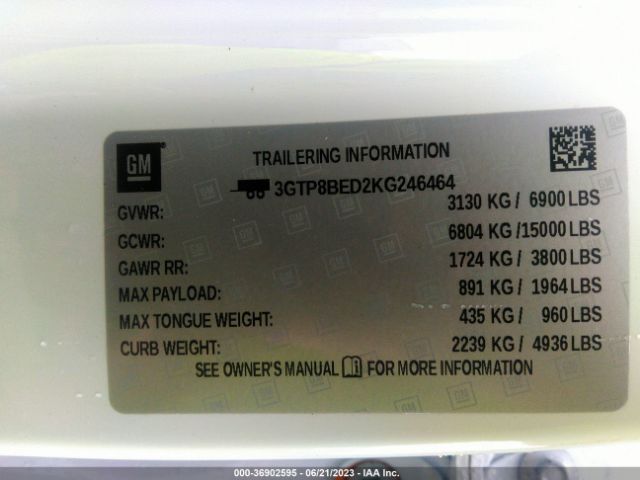 GM
TRAILERING INFORMATION
3GTP8BED2KG246464
GVWR: 3130 KG / 6900 LBS
GCWR: 6804 KG /15000 LBS
GAWR RR: 1724 KG / 3800 LBS
MAX PAYLOAD: 891 KG / 1964 LBS
MAX TONGUE WEIGHT: 435 KG / 960 LBS
CURB WEIGHT: 2239 KG / 4936 LBS
SEE OWNER'S MANUAL FOR MORE INFORMATION
000-36902595 - 06/21/2023 - IAA Inc.